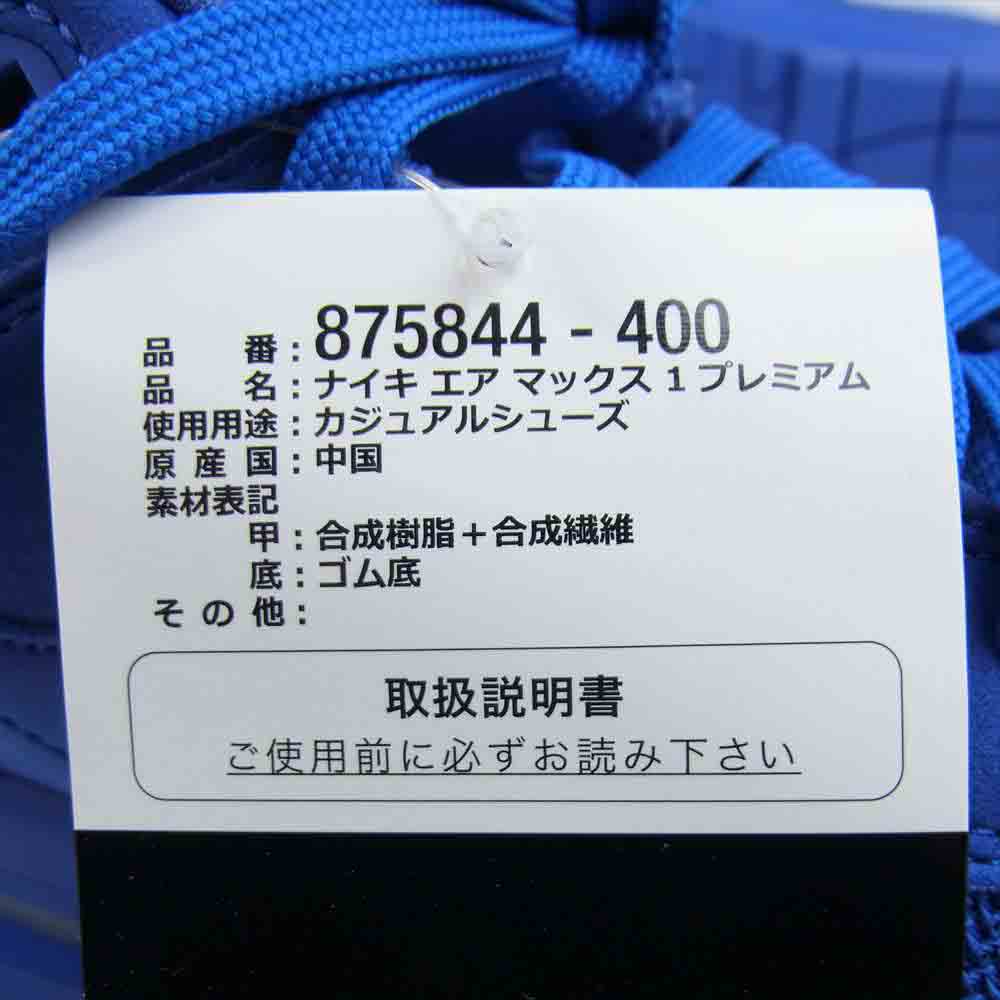 品番：875844 - 400
品名：ナイキ エア マックス 1 プレミアム
使用用途：カジュアルシューズ
原産国：中国
素材表記
甲：合成樹脂＋合成繊維
底：ゴム底
その他：
取扱説明書
ご使用前に必ずお読み下さい